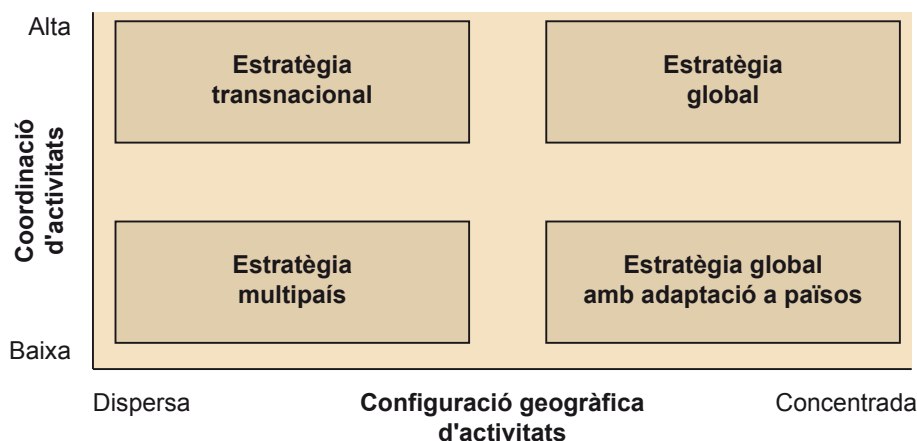 Alta
Estratègia
transnacional
Estratègia
global
Coordinació
d'activitats
Estratègia
multipaís
Estratègia global
amb adaptació a països
Baixa
Dispersa
Configuració geogràfica
d'activitats
Concentrada